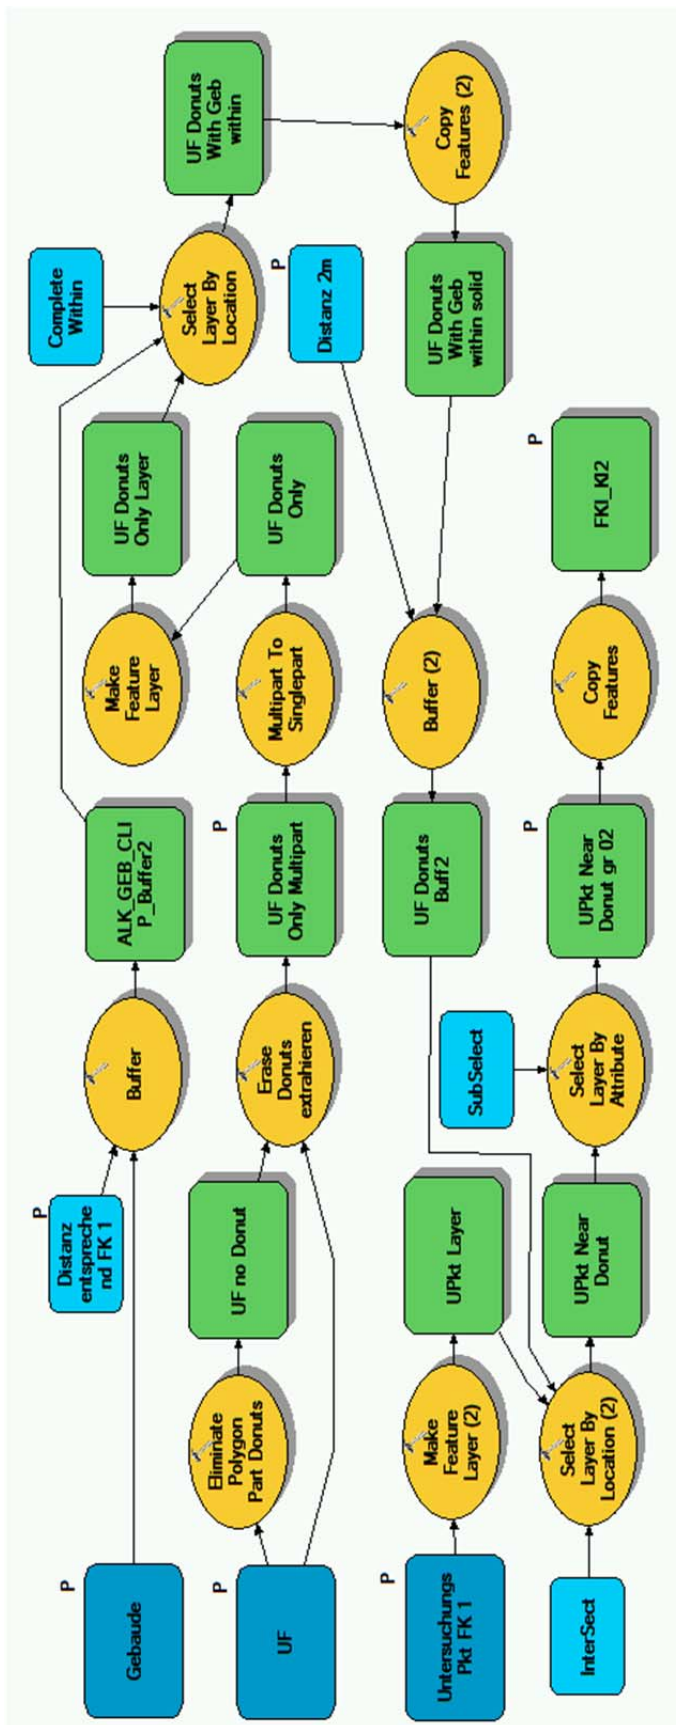 P
Gebaude
P
Distanz
entspreche
nd FK 1
Buffer
ALK_GEB_CLI
P_Buffer2
Complete
Within
Select
Layer By
Location
UF Donuts
With Geb
within
P
UF
Eliminate
Polygon
Part Donuts
UF no Donut
Erase
Donuts
extrahieren
P
UF Donuts
Only Multipart
Multipart To
Singlepart
UF Donuts
Only
Make
Feature
Layer
UF Donuts
Only Layer
Copy
Features (2)
UF Donuts
With Geb
within solid
P
Distanz 2m
Buffer (2)
UF Donuts
Buff2
P
Untersuchungs
Pkt FK 1
Make
Feature
Layer (2)
UPkt Layer
InterSect
Select
Layer By
Location (2)
UPkt Near
Donut
SubSelect
Select
Layer By
Attribute
P
UPkt Near
Donut gr 02
Copy
Features
P
FKI_KI2